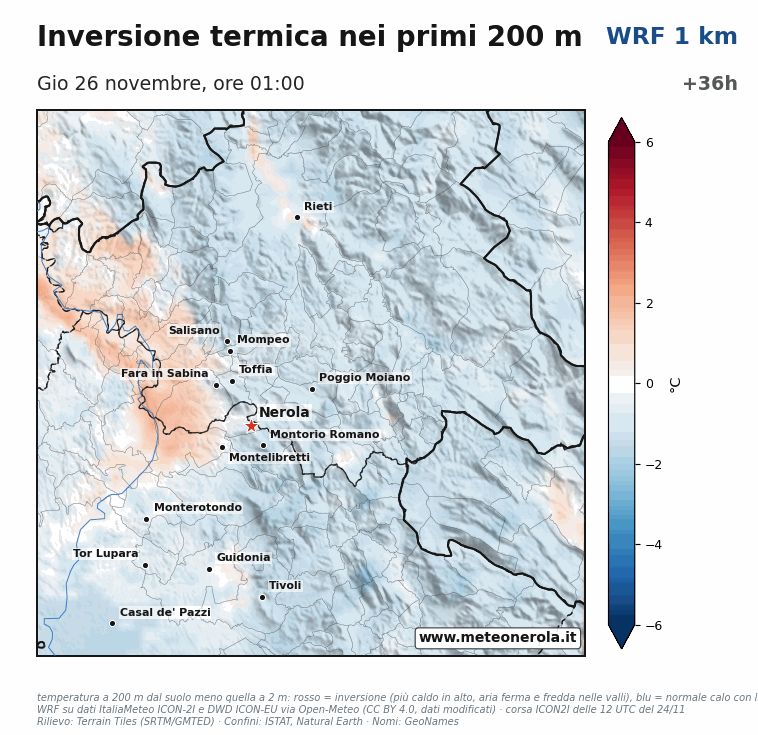 Inversione termica nei primi 200 m WRF 1 km
Gio 26 novembre, ore 01:00 +36h
Rieti
Salisano
Mompeo
Fara in Sabina
Toffia
Poggio Moiano
Nerola
Montorio Romano
Montelibretti
Monterotondo
Tor Lupara
Guidonia
Tivoli
Casal de' Pazzi
www.meteonerola.it
6
4
2
0
−2
−4
−6
°C
temperatura a 200 m dal suolo meno quella a 2 m: rosso = inversione (più caldo in alto, aria ferma e fredda nelle valli), blu = normale calo con
WRF su dati ItaliaMeteo ICON-2I e DWD ICON-EU via Open-Meteo (CC BY 4.0, dati modificati) · corsa ICON2I delle 12 UTC del 24/11
Rilievo: Terrain Tiles (SRTM/GMTED) · Confini: ISTAT, Natural Earth · Nomi: GeoNames